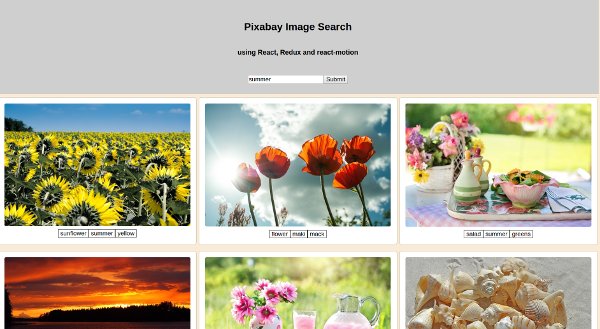 Pixabay Image Search
using React, Redux and react-motion
summer Submit
sunflower summer yellow
flower maki mack
salad summer greens